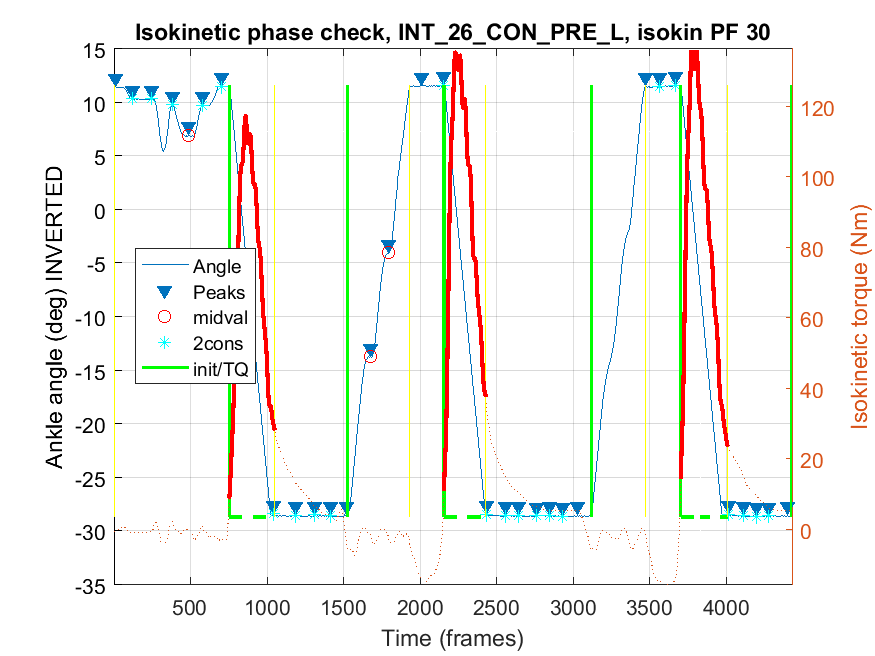 Isokinetic phase check, INT_26_CON_PRE_L, isokin PF 30
Ankle angle (deg) INVERTED
15
10
5
0
-5
-10
-15
-20
-25
-30
-35
Angle
Peaks
midval
2cons
init/TQ
120
100
80
60
40
20
0
Isokinetic torque (Nm)
500
1000
1500
2000
2500
3000
3500
4000
Time (frames)